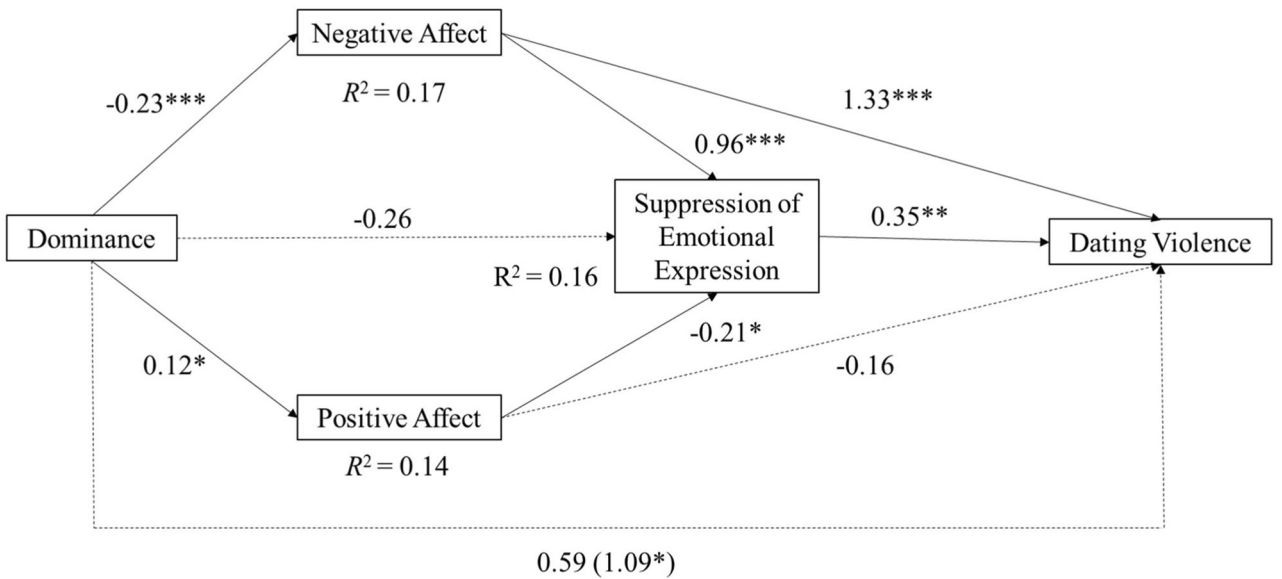 Negative Affect
R² = 0.17
-0.23***
1.33***
0.96***
Dominance
-0.26
Suppression of
Emotional
Expression
R² = 0.16
0.35**
Dating Violence
0.12*
-0.21*
-0.16
Positive Affect
R² = 0.14
0.59 (1.09*)